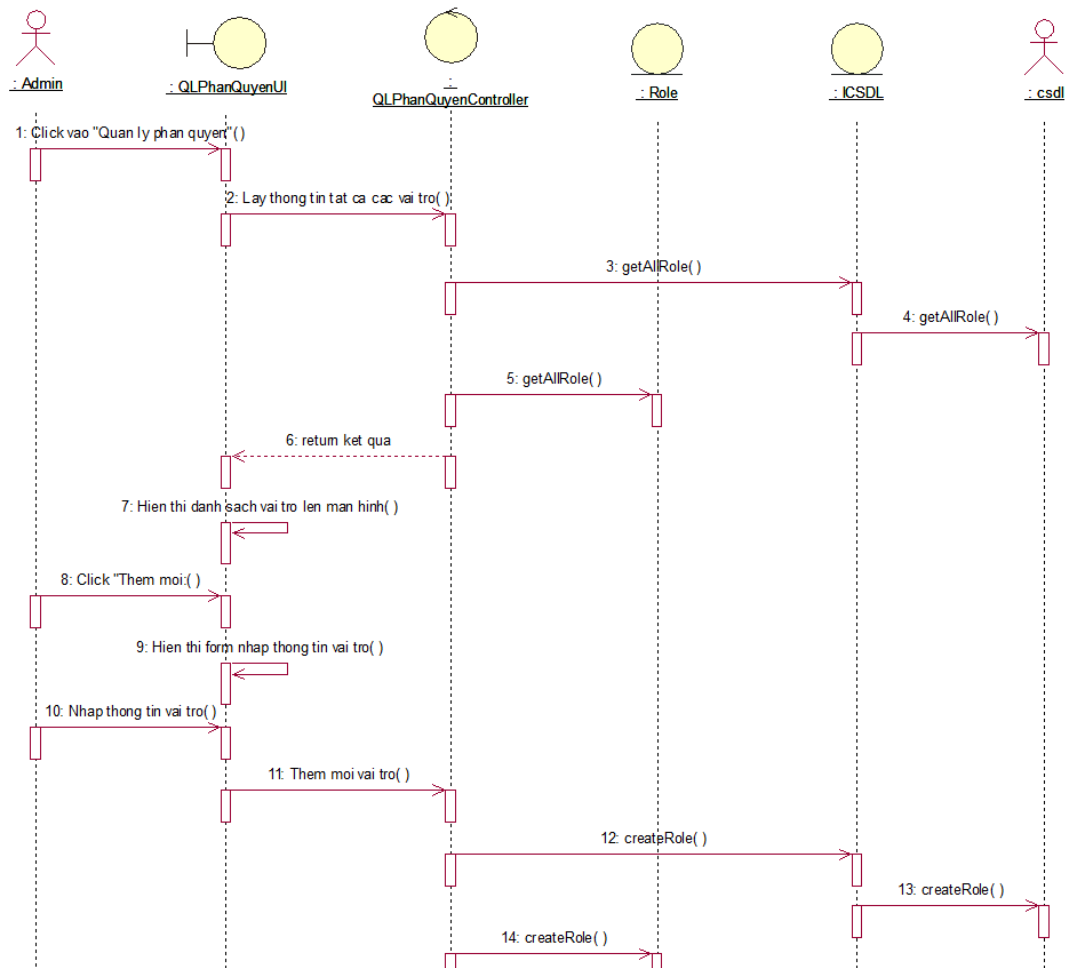 : Admin
: QLPhanQuyenUI
:
QLPhanQuyenController
: Role
: ICSDL
: csdl
1: Click vao "Quan ly phan quyen"( )
2: Lay thong tin tat ca cac vai tro( )
3: getAllRole( )
4: getAllRole( )
5: getAllRole( )
6: return ket qua
7: Hien thi danh sach vai tro len man hinh( )
8: Click "Them moi:( )
9: Hien thi form nhap thong tin vai tro( )
10: Nhap thong tin vai tro( )
11: Them moi vai tro( )
12: createRole( )
13: createRole( )
14: createRole( )